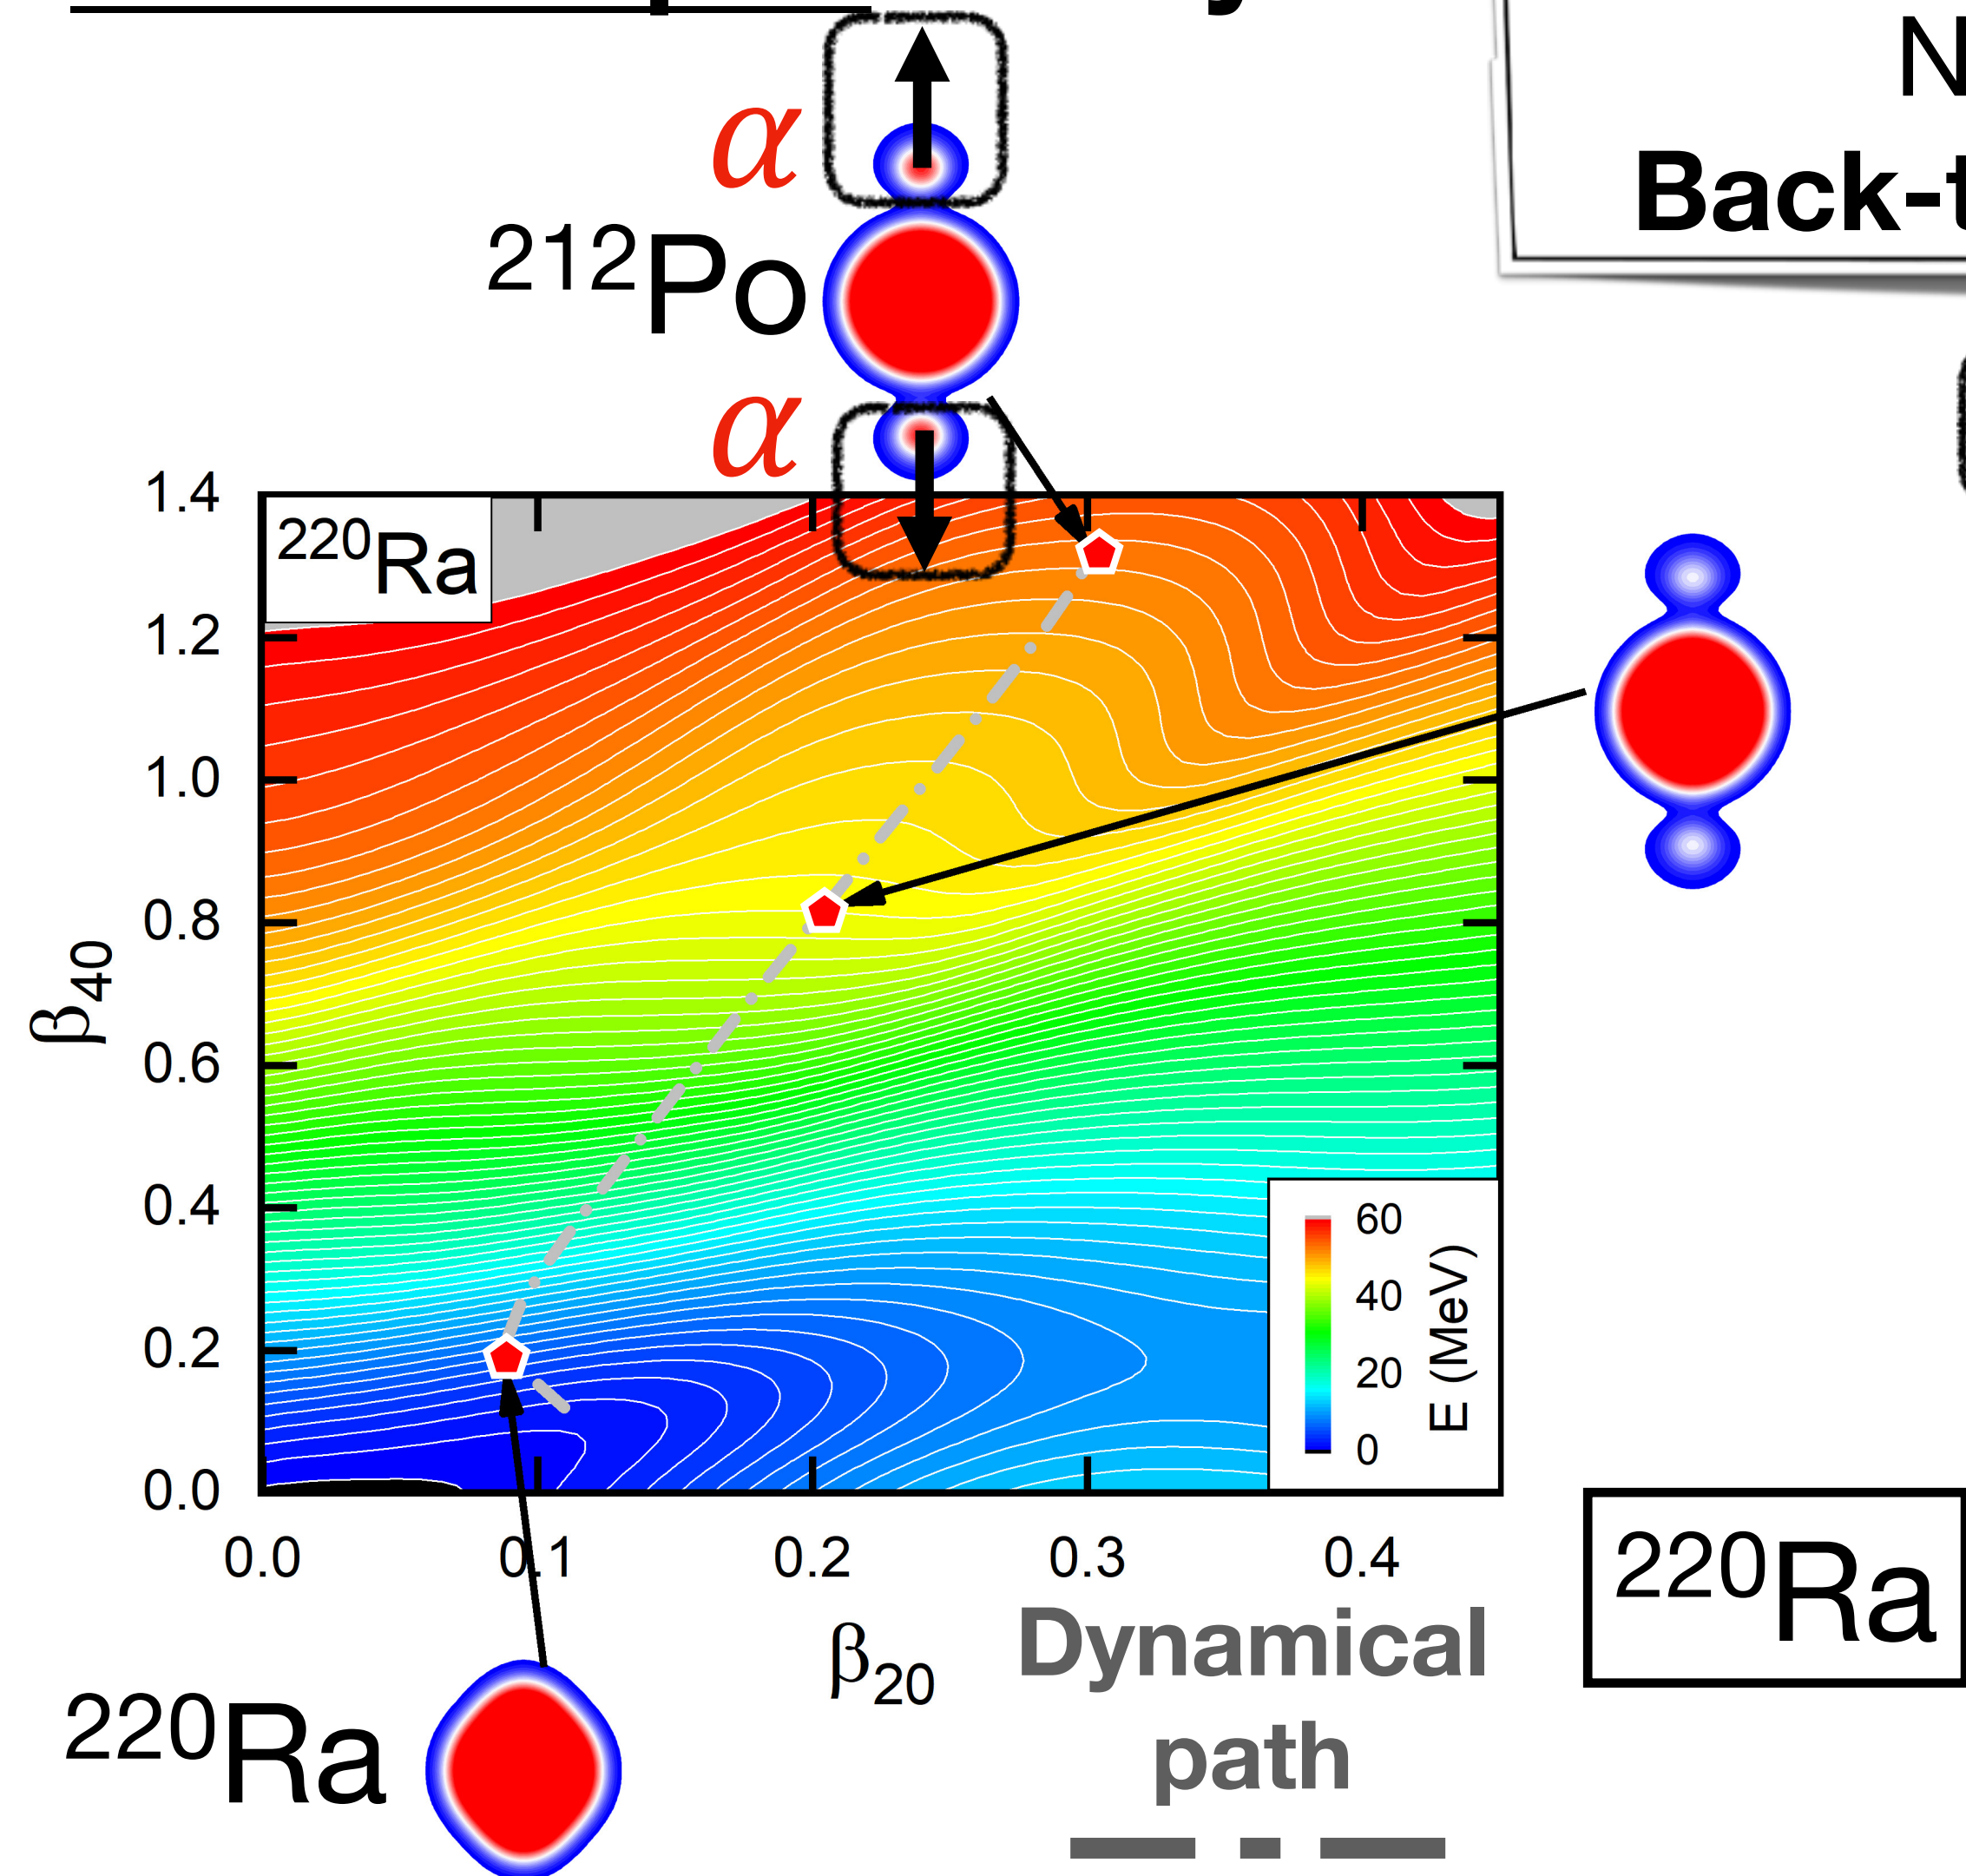 N
Back-t
α
²¹²Po
α
²²⁰Ra
1.4
1.2
1.0
0.8
0.6
0.4
0.2
0.0
β₄₀
60
40
20
0
E (MeV)
0.0 0.1 0.2 0.3 0.4
β₂₀
Dynamical
path
²²⁰Ra
²²⁰Ra